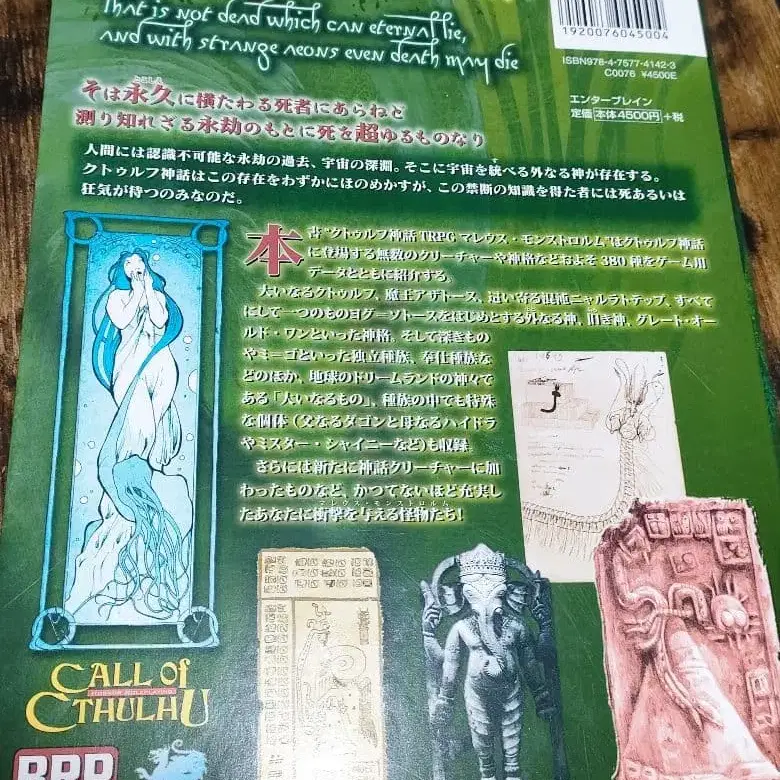 That is not dead which can eternal lie,
and with strange aeons even death may die
1920076045004
ISBN978-4-7577-4142-3
C0076 ¥4500E
エンターブレイン
定価 本体4500円 +税
とこしえ
そは永久に横たわる死者にあらねど
測り知れざる永劫のもとに死を超ゆるものなり
人間には認識不可能な永劫の過去、宇宙の深淵。そこに宇宙を統べる外なる神が存在する。
クトゥルフ神話はこの存在をわずかにほのめかすが、この禁断の知識を得た者には死あるいは
狂気が待つのみなのだ。
本書“クトゥルフ神話TRPG マレウス・モンストロルム”はクトゥルフ神話
に登場する無数のクリーチャーや神格などおよそ380種をゲーム用
データとともに紹介する。
大いなるクトゥルフ、魔王アザトース、這い寄る混沌ニャルラトテップ、すべて
にして一つのものヨグ＝ソトースをはじめとする外なる神、旧き神、グレート・オー
ルド・ワンといった神格、そして深きもの
やミ＝ゴといった独立種族、奉仕種族な
どのほか、地球のドリームランドの神々で
ある「大いなるもの」、種族の中でも特殊
な個体（父なるダゴンと母なるハイドラ
やミスター・シャイニーなど）も収録。
さらには新たに神話クリーチャーに加
わったものなど、かつてないほど充実し
マレウス・モンストロルム
たあなたに衝撃を与える怪物たち！
CALL OF
HORROR ROLEPLAYING
CTHULHU
BRP